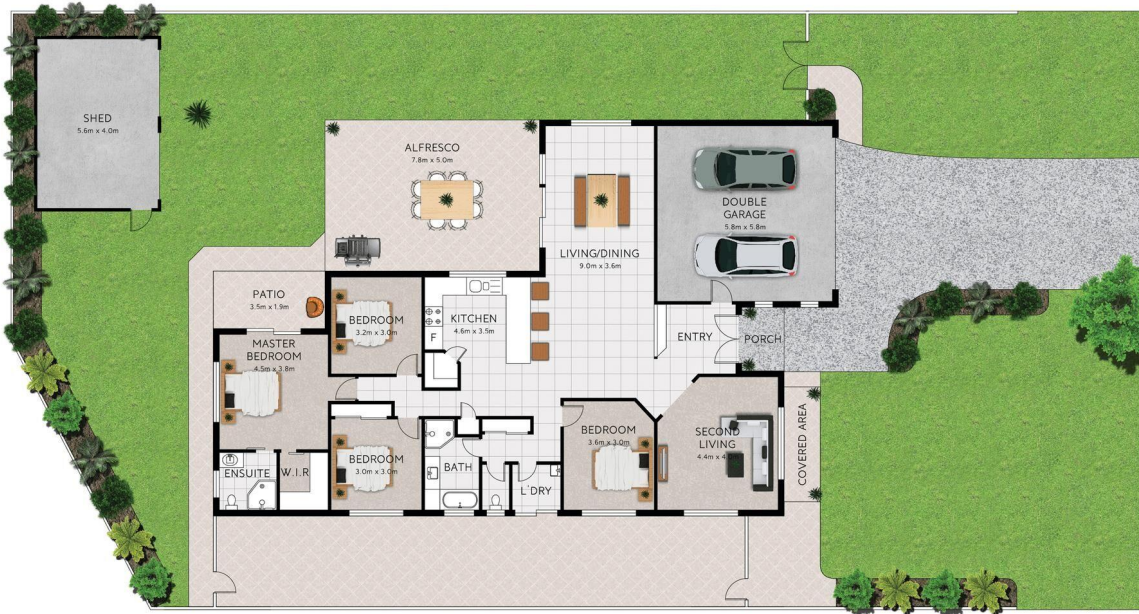 SHED
5.6m x 4.0m
ALFRESCO
7.8m x 5.0m
DOUBLE
GARAGE
5.8m x 5.8m
LIVING/DINING
9.0m x 3.6m
PATIO
3.5m x 1.9m
BEDROOM
3.2m x 3.0m
KITCHEN
4.6m x 3.5m
F
ENTRY
PORCH
MASTER
BEDROOM
4.5m x 3.8m
BEDROOM
3.6m x 3.0m
SECOND
LIVING
4.4m x
COVERED AREA
BEDROOM
3.0m x 3.0m
ENSUITE
W.I.R
BATH
L'DRY